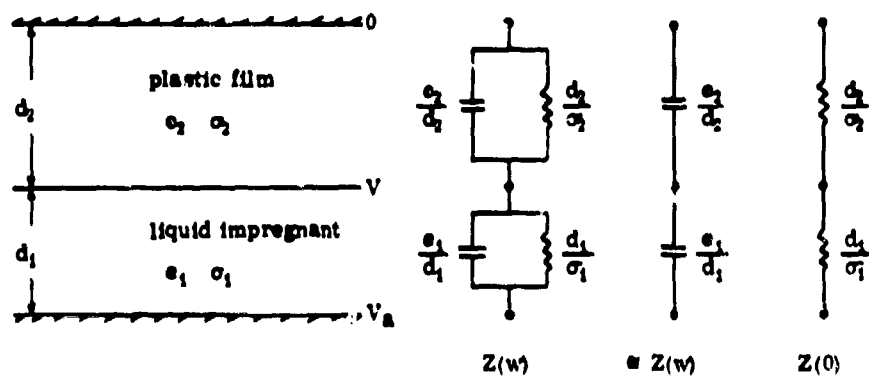 0
plastic film
d₂
e₂ σ₂
V
liquid impregnant
d₁
e₁ σ₁
Vₐ
e₂/d₂
d₂/σ₂
e₁/d₁
d₁/σ₁
e₂/d₂
e₁/d₁
d₂/σ₂
d₁/σ₁
Z(w)
≈ Z(w)
Z(0)